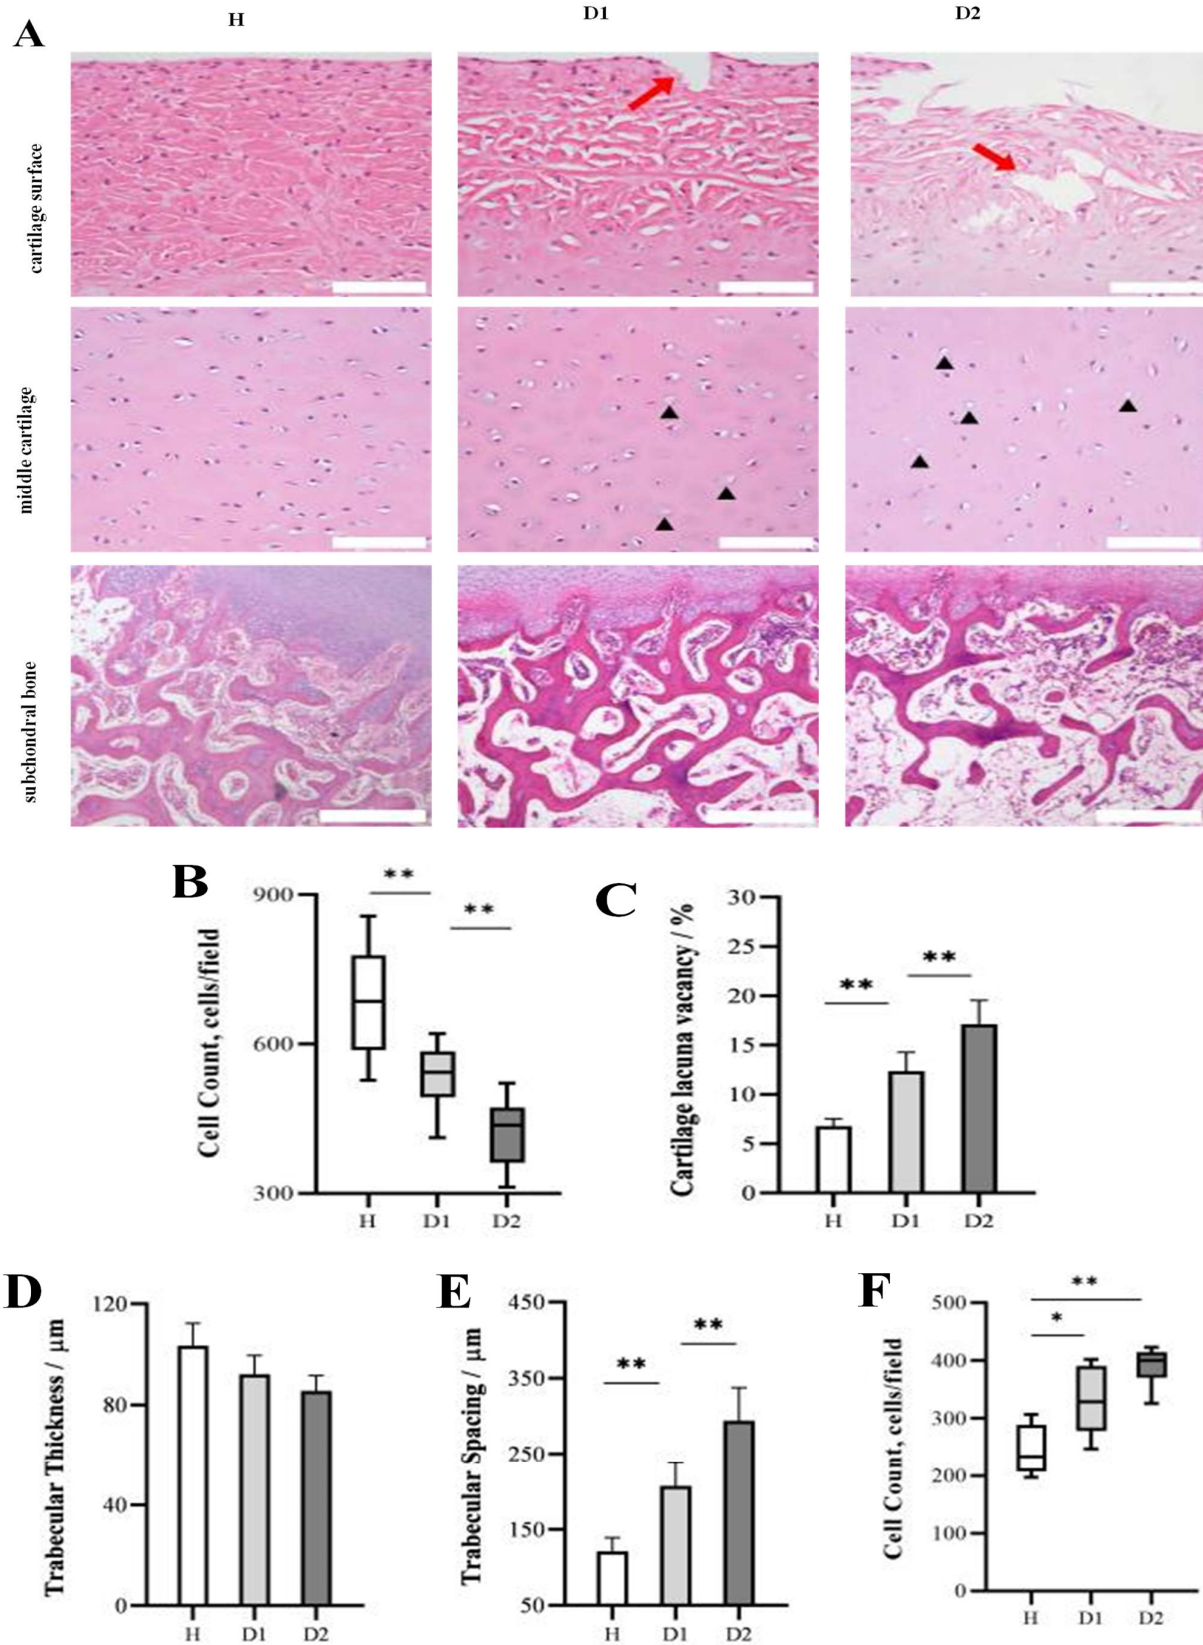 A
H
D1
D2
cartilage surface
middle cartilage
subchondral bone
B
Cell Count, cells/field
900
600
300
**
**
H
D1
D2
C
Cartilage lacuna vacancy / %
30
25
20
15
10
5
0
**
**
H
D1
D2
D
Trabecular Thickness / μm
120
80
40
0
H
D1
D2
E
Trabecular Spacing / μm
450
350
250
150
50
**
**
H
D1
D2
F
Cell Count, cells/field
500
400
300
200
100
0
**
*
H
D1
D2